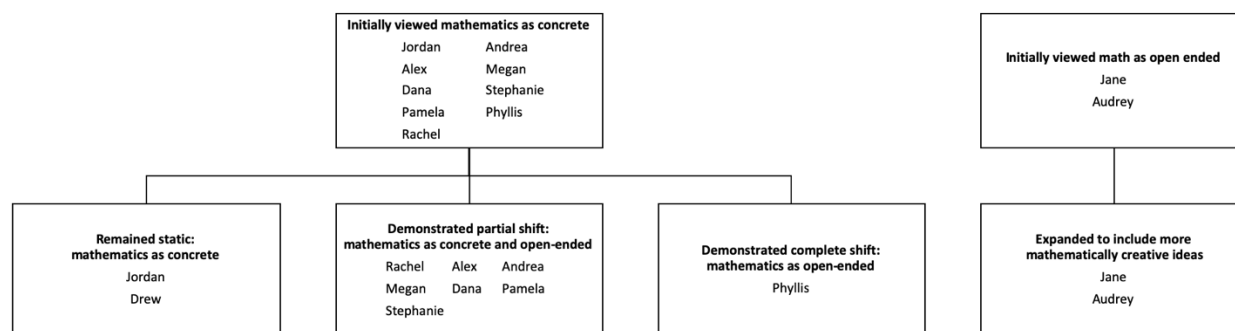 Initially viewed mathematics as concrete
Jordan Andrea
Alex Megan
Dana Stephanie
Pamela Phyllis
Rachel
Initially viewed math as open ended
Jane
Audrey
Remained static:
mathematics as concrete
Jordan
Drew
Demonstrated partial shift:
mathematics as concrete and open-ended
Rachel Alex Andrea
Megan Dana Pamela
Stephanie
Demonstrated complete shift:
mathematics as open-ended
Phyllis
Expanded to include more
mathematically creative ideas
Jane
Audrey